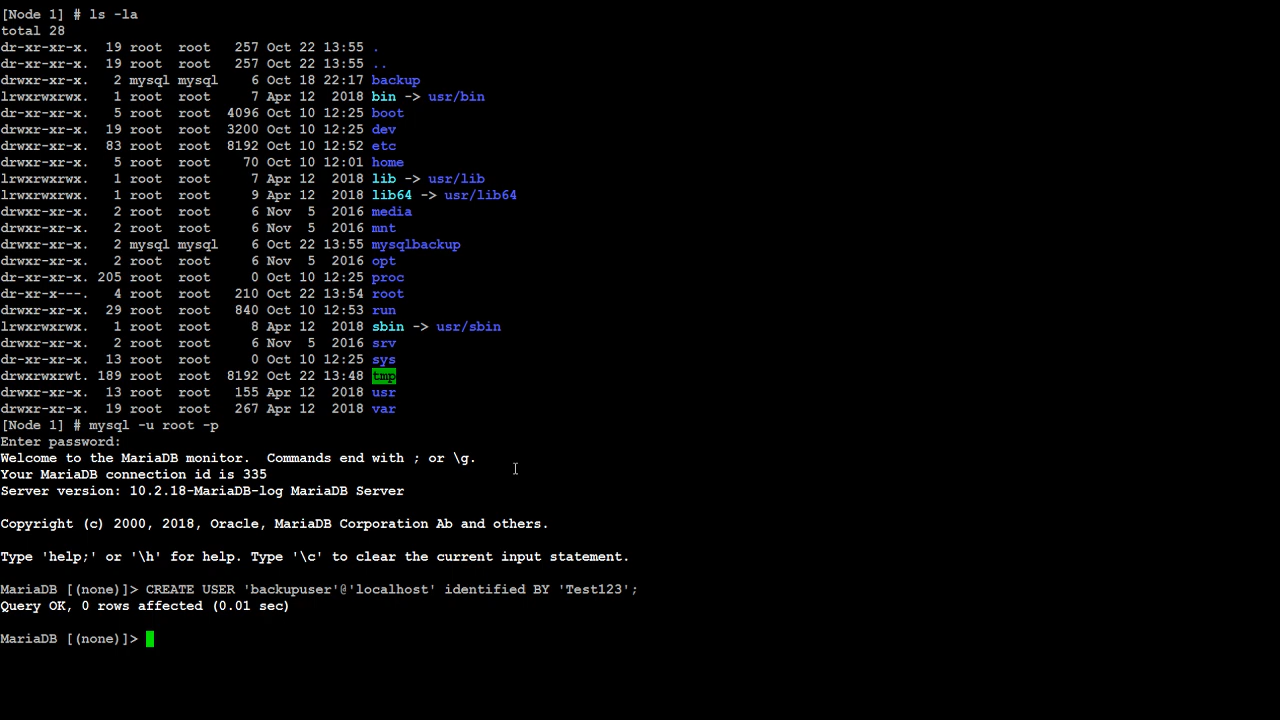 [Node 1] # ls -la
total 28
dr-xr-xr-x.  19 root  root   257 Oct 22 13:55 .
dr-xr-xr-x.  19 root  root   257 Oct 22 13:55 ..
drwxr-xr-x.   2 mysql mysql    6 Oct 18 22:17 backup
lrwxrwxrwx.   1 root  root     7 Apr 12  2018 bin -> usr/bin
dr-xr-xr-x.   5 root  root  4096 Oct 10 12:25 boot
drwxr-xr-x.  19 root  root  3200 Oct 10 12:25 dev
drwxr-xr-x.  83 root  root  8192 Oct 10 12:52 etc
drwxr-xr-x.   5 root  root    70 Oct 10 12:01 home
lrwxrwxrwx.   1 root  root     7 Apr 12  2018 lib -> usr/lib
lrwxrwxrwx.   1 root  root     9 Apr 12  2018 lib64 -> usr/lib64
drwxr-xr-x.   2 root  root     6 Nov  5  2016 media
drwxr-xr-x.   2 root  root     6 Nov  5  2016 mnt
drwxr-xr-x.   2 mysql mysql    6 Oct 22 13:55 mysqlbackup
drwxr-xr-x.   2 root  root     6 Nov  5  2016 opt
dr-xr-xr-x. 205 root  root     0 Oct 10 12:25 proc
dr-xr-x---.   4 root  root   210 Oct 22 13:54 root
drwxr-xr-x.  29 root  root   840 Oct 10 12:53 run
lrwxrwxrwx.   1 root  root     8 Apr 12  2018 sbin -> usr/sbin
drwxr-xr-x.   2 root  root     6 Nov  5  2016 srv
dr-xr-xr-x.  13 root  root     0 Oct 10 12:25 sys
drwxrwxrwt. 189 root  root  8192 Oct 22 13:48 tmp
drwxr-xr-x.  13 root  root   155 Apr 12  2018 usr
drwxr-xr-x.  19 root  root   267 Apr 12  2018 var
[Node 1] # mysql -u root -p
Enter password:
Welcome to the MariaDB monitor.  Commands end with ; or \g.
Your MariaDB connection id is 335
Server version: 10.2.18-MariaDB-log MariaDB Server
Copyright (c) 2000, 2018, Oracle, MariaDB Corporation Ab and others.
Type 'help;' or '\h' for help. Type '\c' to clear the current input statement.
MariaDB [(none)]> CREATE USER 'backupuser'@'localhost' identified BY 'Test123';
Query OK, 0 rows affected (0.01 sec)
MariaDB [(none)]>